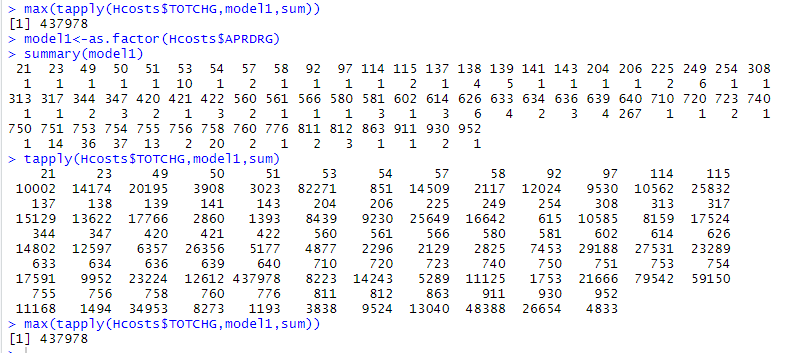 > max(tapply(Hcosts$TOTCHG,model1,sum))
[1] 437978
> model1<-as.factor(Hcosts$APRDRG)
> summary(model1)
21 23 49 50 51 53 54 57 58 92 97 114 115 137 138 139 141 143 204 206 225 249 254 308
1 1 1 1 1 10 1 2 1 1 1 1 2 1 4 5 1 1 1 1 2 6 1 1
313 317 344 347 420 421 422 560 561 566 580 581 602 614 626 633 634 636 639 640 710 720 723 740
1 1 2 3 2 1 3 2 1 1 1 3 1 3 6 4 2 3 4 267 1 1 2 1
750 751 753 754 755 756 758 760 776 811 812 863 911 930 952
1 14 36 37 13 2 20 2 1 2 3 1 1 2 1
> tapply(Hcosts$TOTCHG,model1,sum)
21 23 49 50 51 53 54 57 58 92 97 114 115
10002 14174 20195 3908 3023 82271 851 14509 2117 12024 9530 10562 25832
137 138 139 141 143 204 206 225 249 254 308 313 317
15129 13622 17766 2860 1393 8439 9230 25649 16642 615 10585 8159 17524
344 347 420 421 422 560 561 566 580 581 602 614 626
14802 12597 6357 26356 5177 4877 2296 2129 2825 7453 29188 27531 23289
633 634 636 639 640 710 720 723 740 750 751 753 754
17591 9952 23224 12612 437978 8223 14243 5289 11125 1753 21666 79542 59150
755 756 758 760 776 811 812 863 911 930 952
11168 1494 34953 8273 1193 3838 9524 13040 48388 26654 4833
> max(tapply(Hcosts$TOTCHG,model1,sum))
[1] 437978